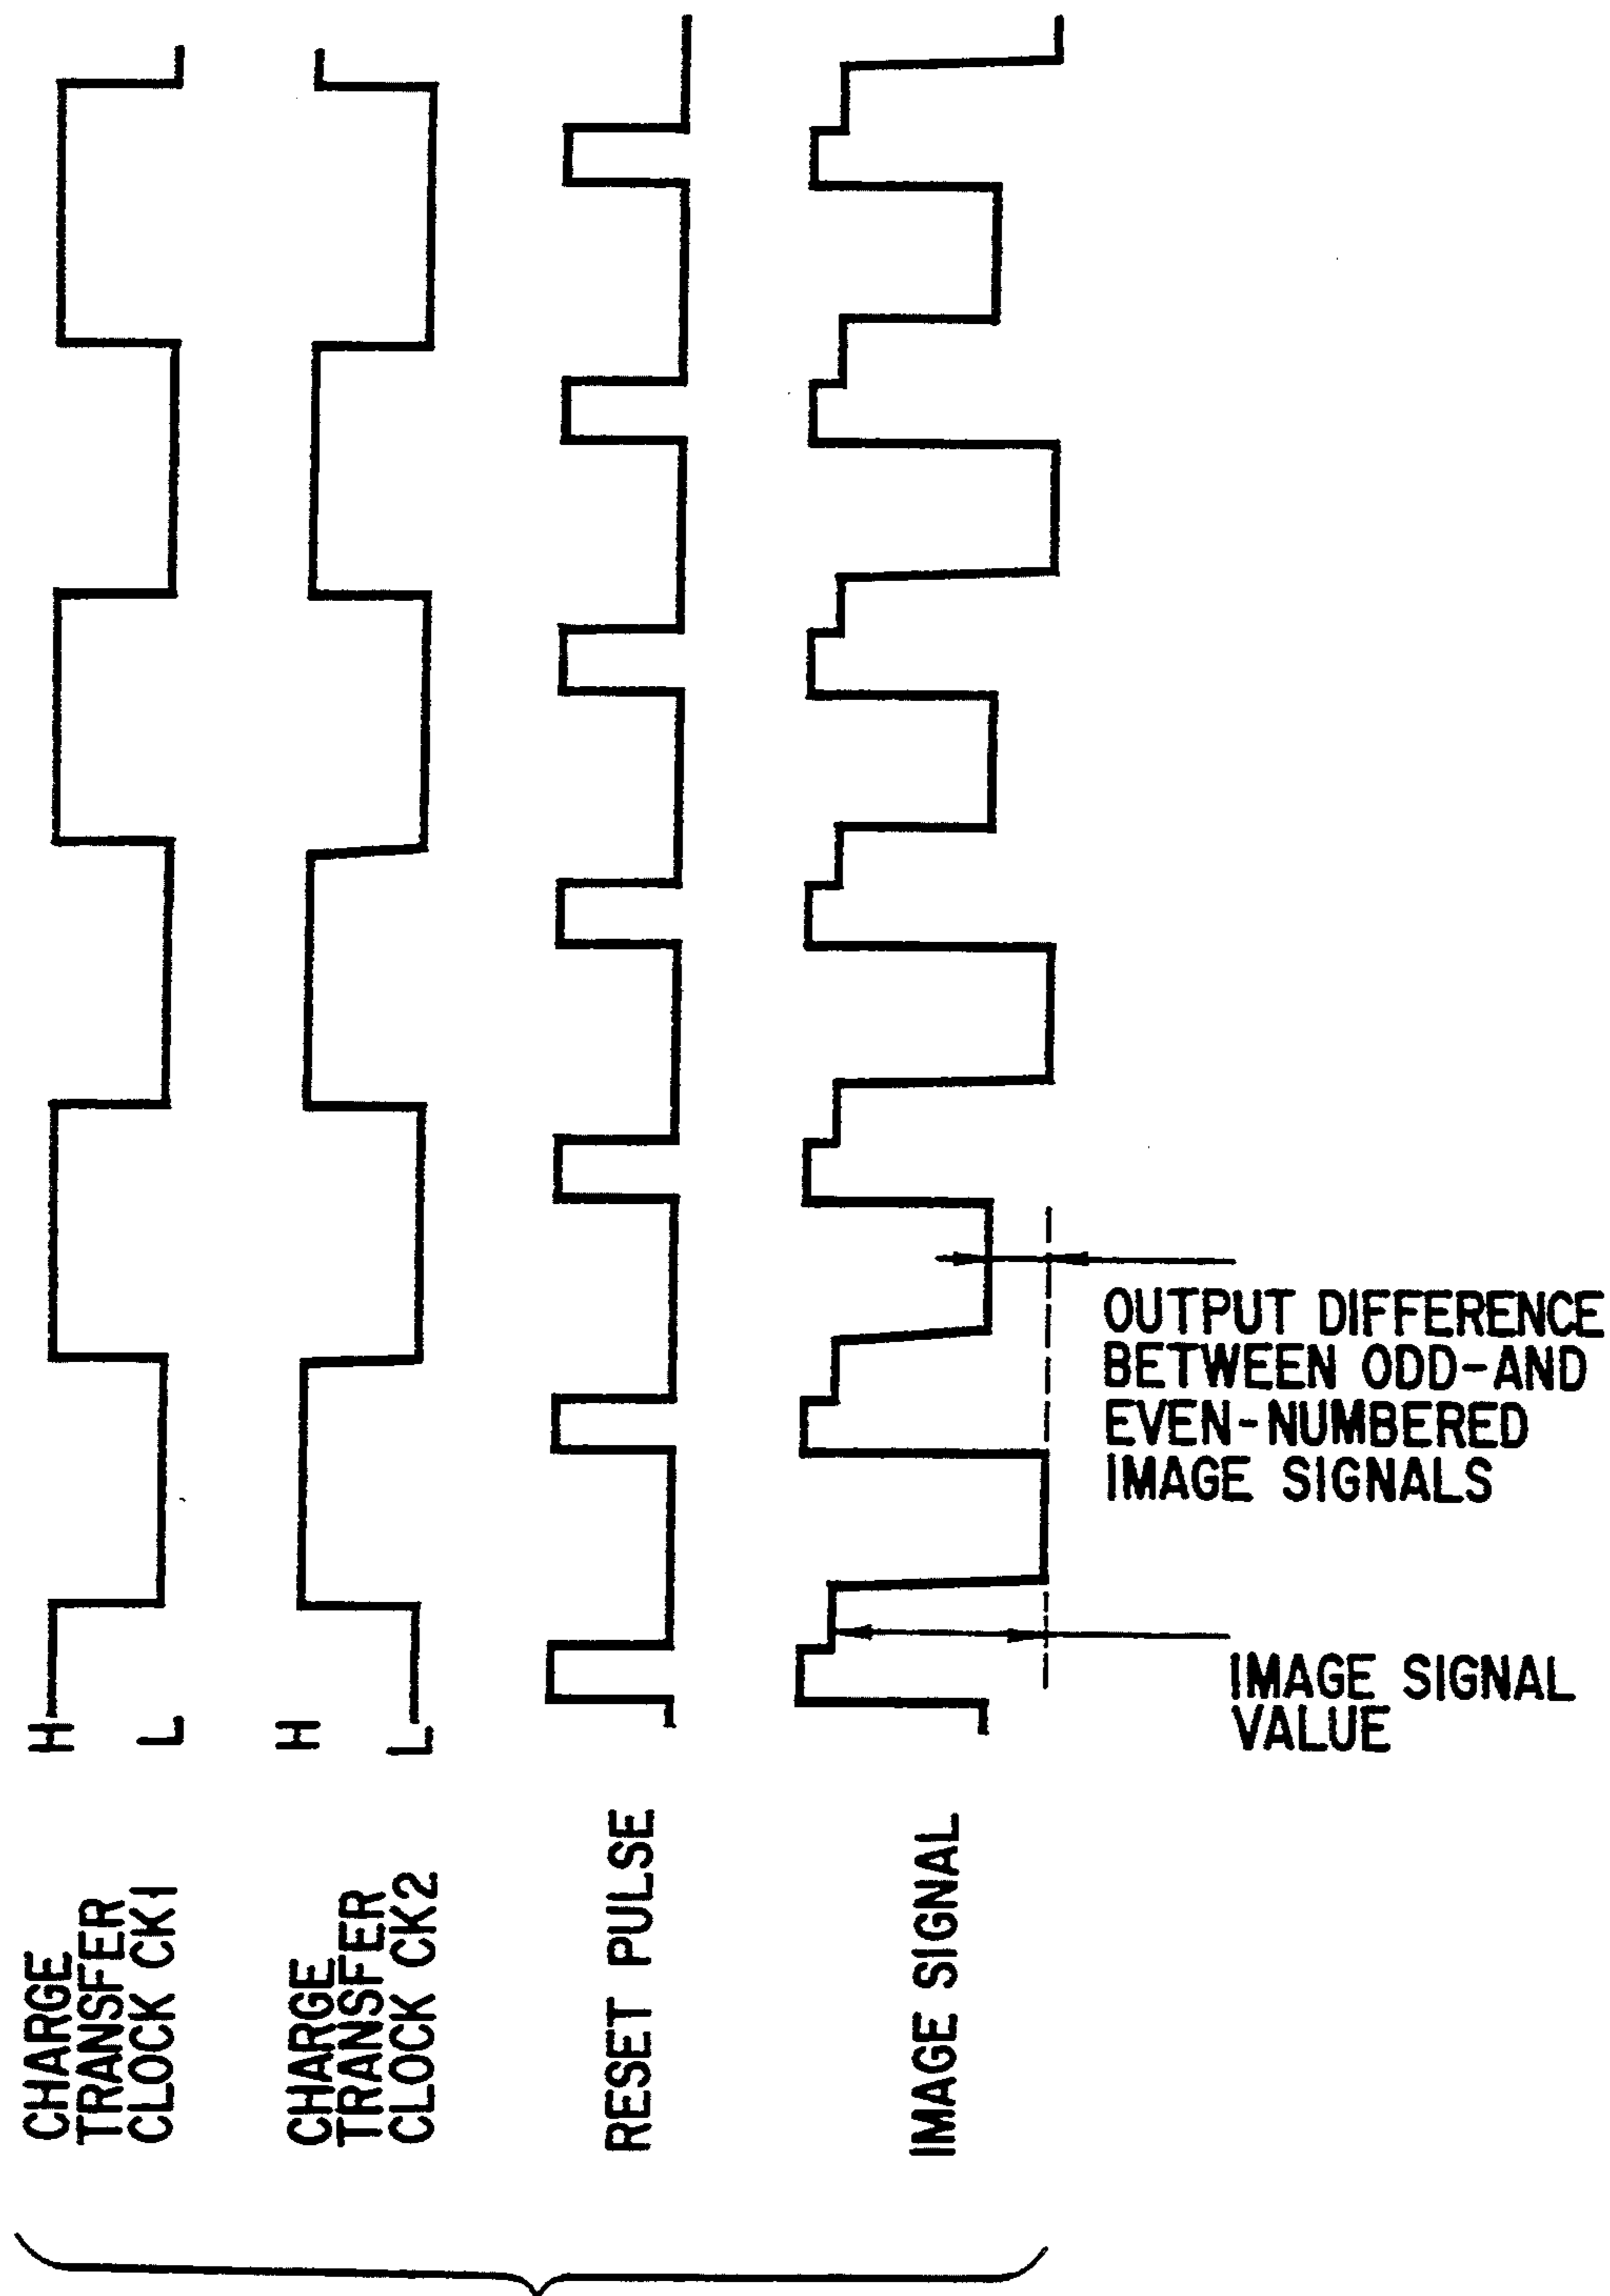 CHARGE
TRANSFER
CLOCK CK1
H
L
CHARGE
TRANSFER
CLOCK CK2
H
L
RESET PULSE
IMAGE SIGNAL
OUTPUT DIFFERENCE
BETWEEN ODD-AND
EVEN-NUMBERED
IMAGE SIGNALS
IMAGE SIGNAL
VALUE